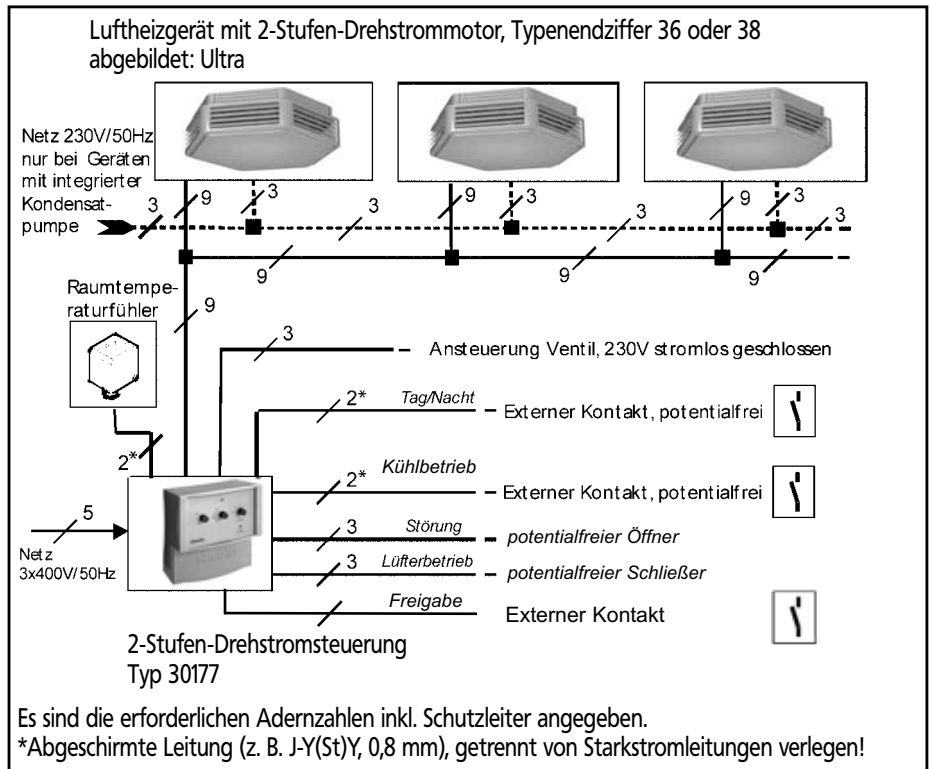 Luftheizgerät mit 2-Stufen-Drehstrommotor, Typenendziffer 36 oder 38
abgebildet: Ultra
Netz 230V/50Hz
nur bei Geräten
mit integrierter
Kondensat-
pumpe
3
9
3
3
9
3
3
9
3
3
9
9
9
Raumtempe-
raturfühler
9
3
Ansteuerung Ventil, 230V stromlos geschlossen
2*
Tag/Nacht
Externer Kontakt, potentialfrei
2*
Kühlbetrieb
2*
Externer Kontakt, potentialfrei
5
Netz
3x400V/50Hz
3
Störung
potentialfreier Öffner
3
Lüfterbetrieb
potentialfreier Schließer
Freigabe
Externer Kontakt
2-Stufen-Drehstromsteuerung
Typ 30177
Es sind die erforderlichen Adernzahlen inkl. Schutzleiter angegeben.
*Abgeschirmte Leitung (z. B. J-Y(St)Y, 0,8 mm), getrennt von Starkstromleitungen verlegen!